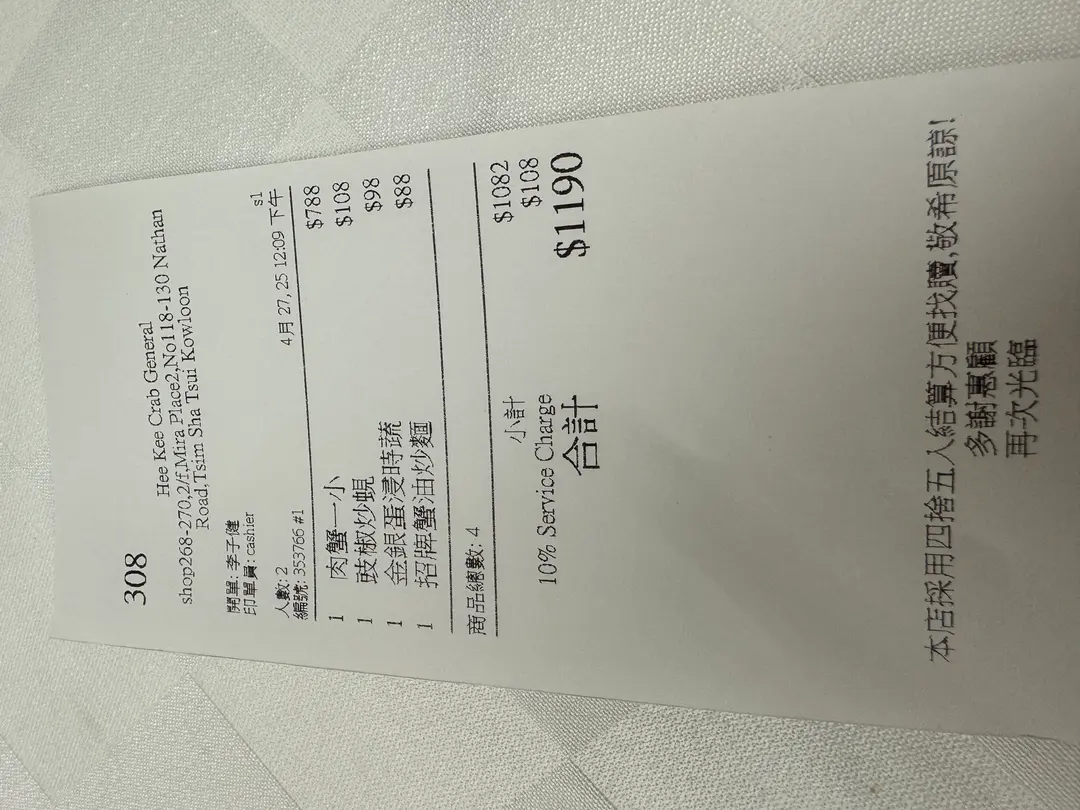 308
Hee Kee Crab General
shop268-270,2/f,Mira Place2,No118-130 Nathan
Road,Tsim Sha Tsui Kowloon
開單: 李子健
印單員: cashier
s1
人數: 2 4月 27, 25 12:09 下午
編號: 353766 #1
1 肉蟹一小 $788
1 豉椒炒蜆 $108
1 金銀蛋浸時蔬 $98
1 招牌蟹油炒麵 $88
商品總數: 4
小計 $1082
10% Service Charge $108
合計 $1190
本店採用四捨五入結算方便找贖,敬希原諒!
多謝惠顧
再次光臨